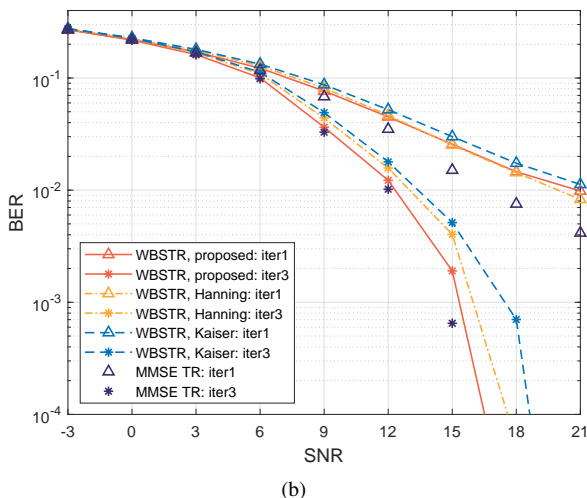 10^-1
10^-2
10^-3
10^-4
BER
WBSTR, proposed: iter1
WBSTR, proposed: iter3
WBSTR, Hanning: iter1
WBSTR, Hanning: iter3
WBSTR, Kaiser: iter1
WBSTR, Kaiser: iter3
MMSE TR: iter1
MMSE TR: iter3
-3 0 3 6 9 12 15 18 21
SNR
(b)